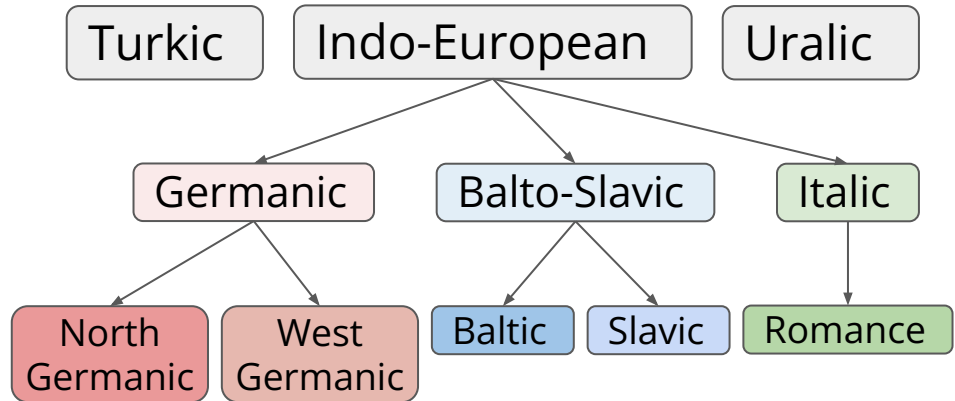 Turkic
Indo-European
Uralic
Germanic
Balto-Slavic
Italic
North
Germanic
West
Germanic
Baltic
Slavic
Romance